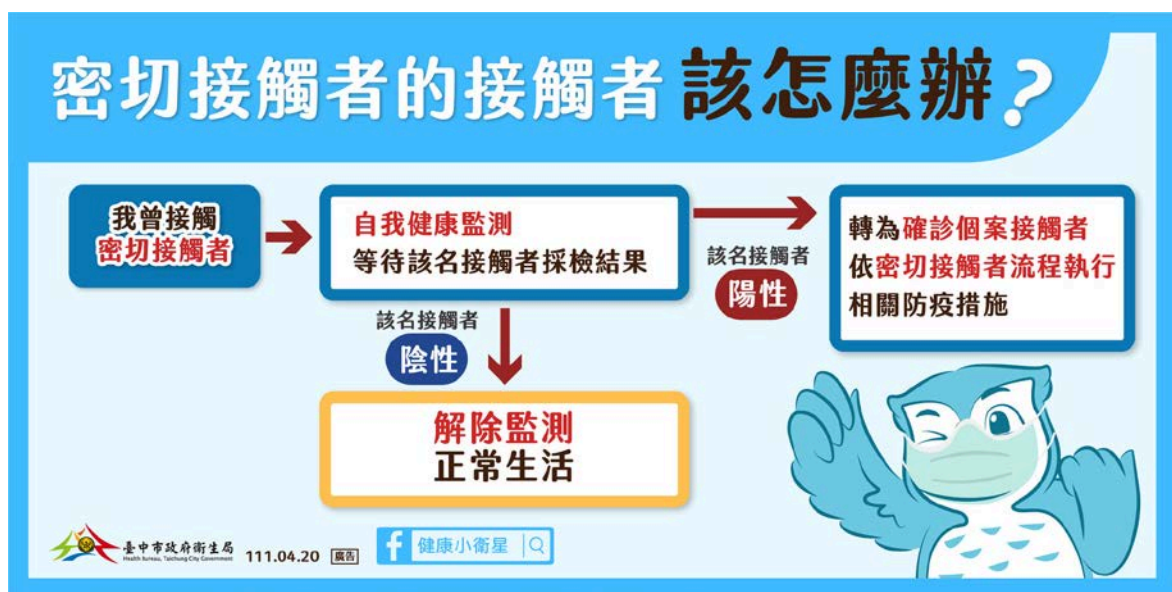 密切接觸者的接觸者 該怎麼辦？
我曾接觸
密切接觸者
自我健康監測
等待該名接觸者採檢結果
該名接觸者
陽性
轉為確診個案接觸者
依密切接觸者流程執行
相關防疫措施
該名接觸者
陰性
解除監測
正常生活
臺中市政府衛生局
Health Bureau, Taichung City Government
111.04.20 廣告
f 健康小衛星